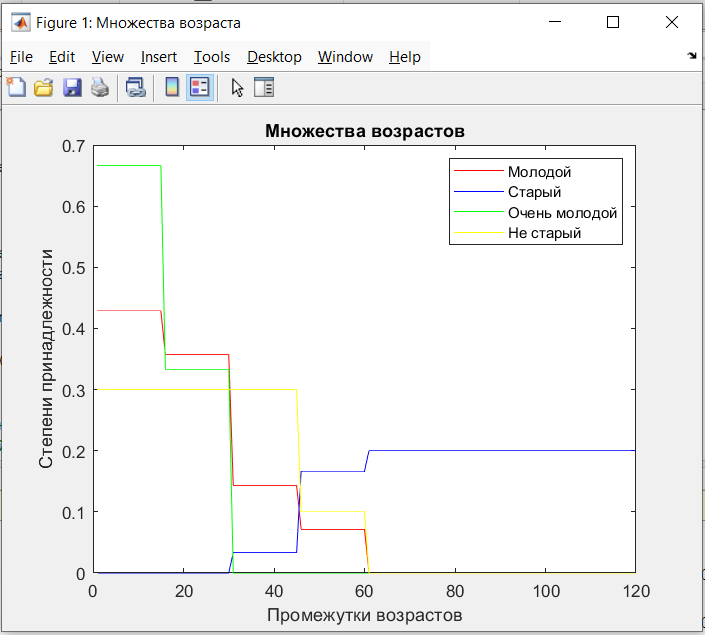 Figure 1: Множества возраста
File Edit View Insert Tools Desktop Window Help
Множества возрастов
0.7
0.6
0.5
0.4
0.3
0.2
0.1
0
Степени принадлежности
Молодой
Старый
Очень молодой
Не старый
0 20 40 60 80 100 120
Промежутки возрастов